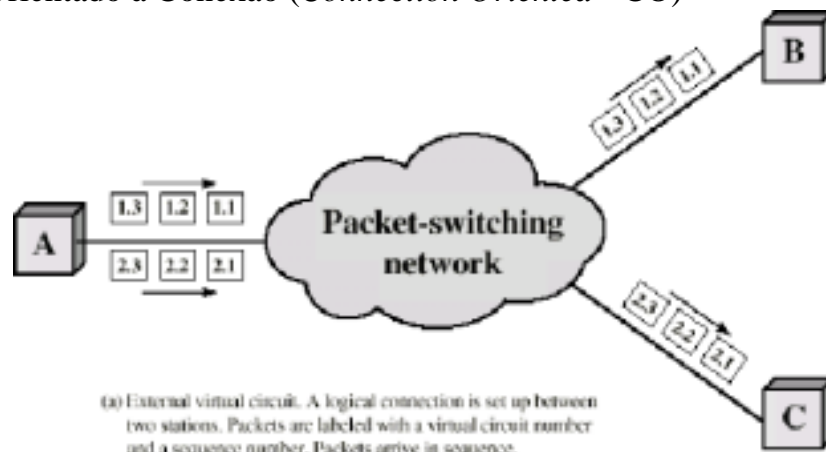 à Conexão (Connection Oriented - CO)
B
1.3 1.2 1.1
1.3 1.2 1.1
A
Packet-switching
network
2.3 2.2 2.1
2.3 2.2 2.1
C
(a) External virtual circuit. A logical connection is set up between
two stations. Packets are labeled with a virtual circuit number
and a sequence number. Packets arrive in sequence.